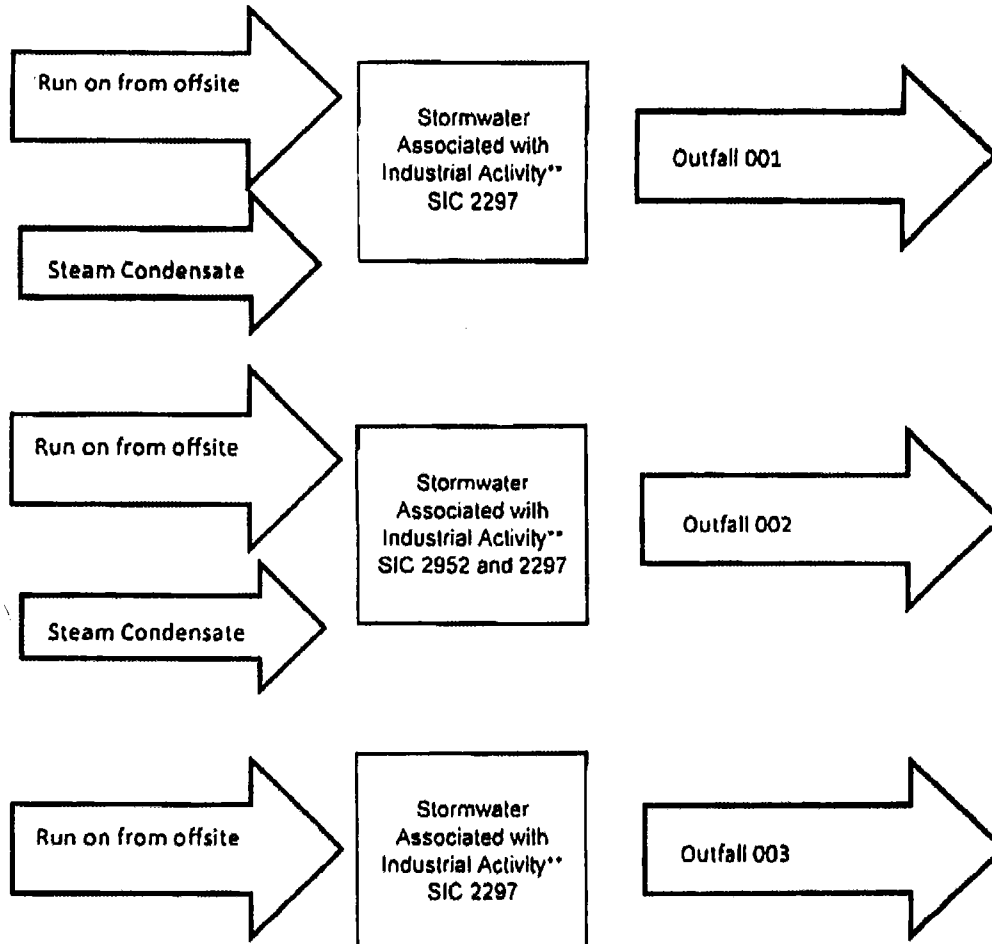 Run on from offsite
Stormwater
Associated with
Industrial Activity**
SIC 2297
Outfall 001
Steam Condensate
Run on from offsite
Stormwater
Associated with
Industrial Activity**
SIC 2952 and 2297
Outfall 002
Steam Condensate
Run on from offsite
Stormwater
Associated with
Industrial Activity**
SIC 2297
Outfall 003